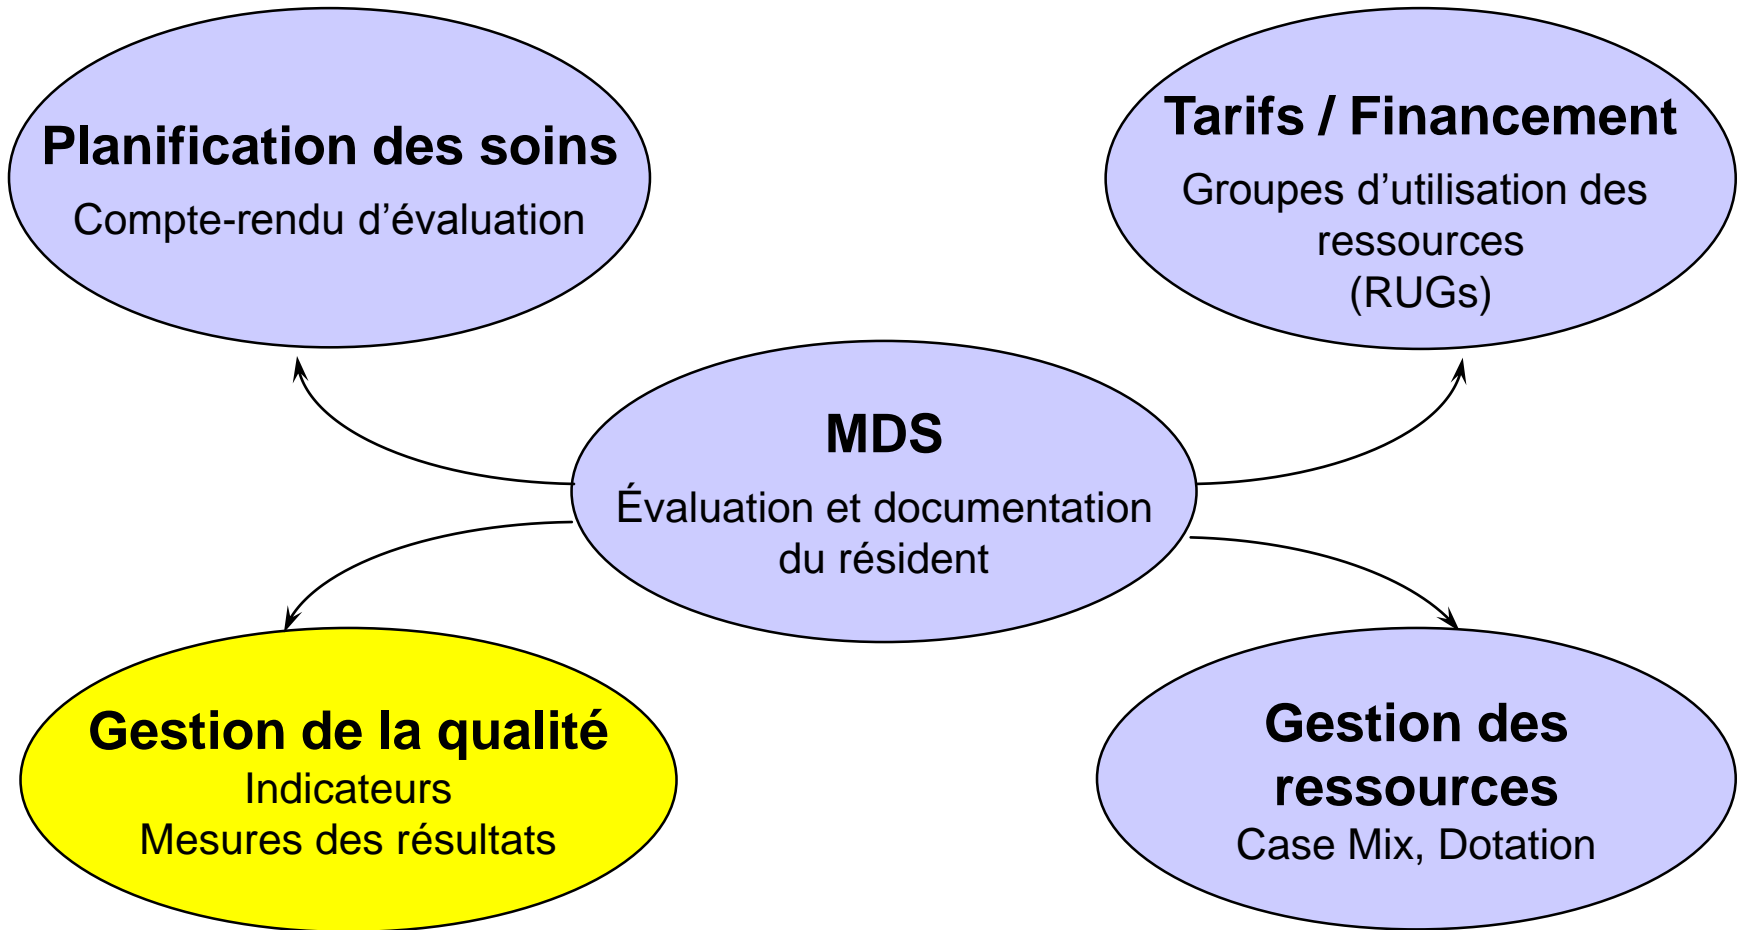 Planification des soins
Compte-rendu d’évaluation
Tarifs / Financement
Groupes d’utilisation des
ressources
(RUGs)
MDS
Évaluation et documentation
du résident
Gestion de la qualité
Indicateurs
Mesures des résultats
Gestion des
ressources
Case Mix, Dotation